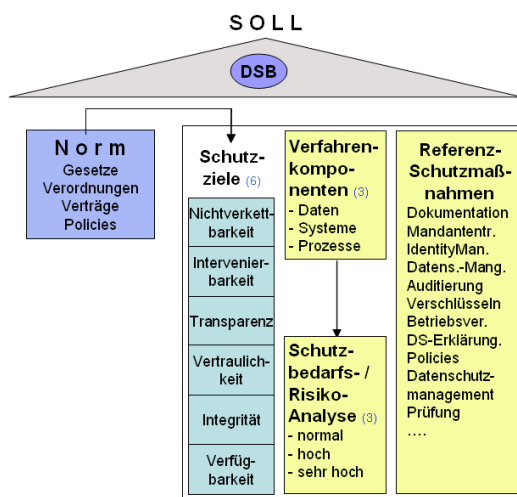 S O L L
DSB
N o r m
Gesetze
Verordnungen
Verträge
Policies
Schutz-
ziele (6)
Nichtverkett-
barkeit
Intervenier-
barkeit
Transparenz
Vertraulich-
keit
Integrität
Verfüg-
barkeit
Verfahren-
kompo-
nenten (3)
- Daten
- Systeme
- Prozesse
Schutz-
bedarfs- /
Risiko-
Analyse (3)
- normal
- hoch
- sehr hoch
Referenz-
Schutzmaß-
nahmen
Dokumentation
Mandantentr.
IdentityMan.
Datens.-Mang.
Auditierung
Verschlüsseln
Betriebsver.
DS-Erklärung.
Policies
Datenschutz-
management
Prüfung
....